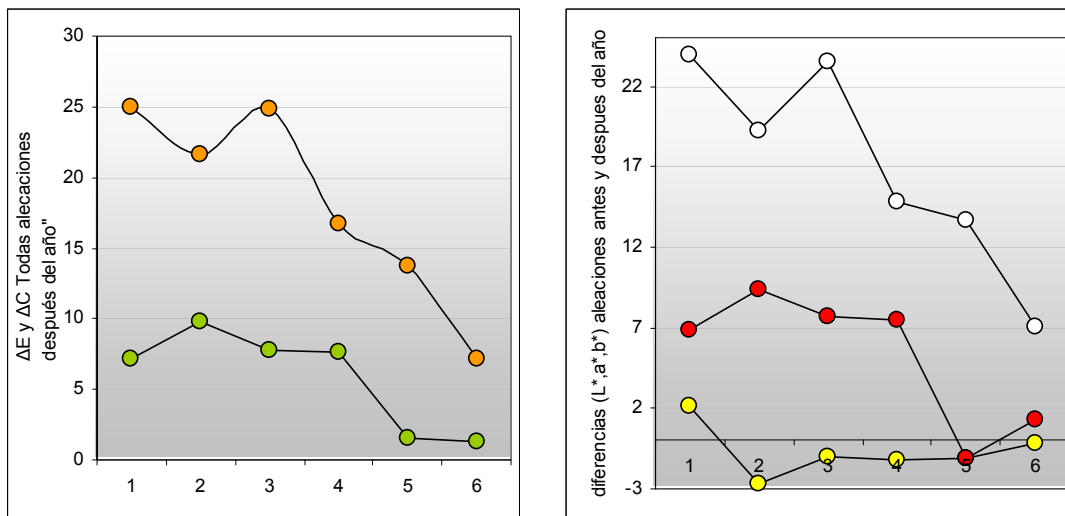 ΔE y ΔC Todas alecaciones
después del año"
30
25
20
15
10
5
0
1 2 3 4 5 6
diferencias (L*,a*,b*) aleaciones antes y despues del año
22
17
12
7
2
-3
1 2 3 4 5 6